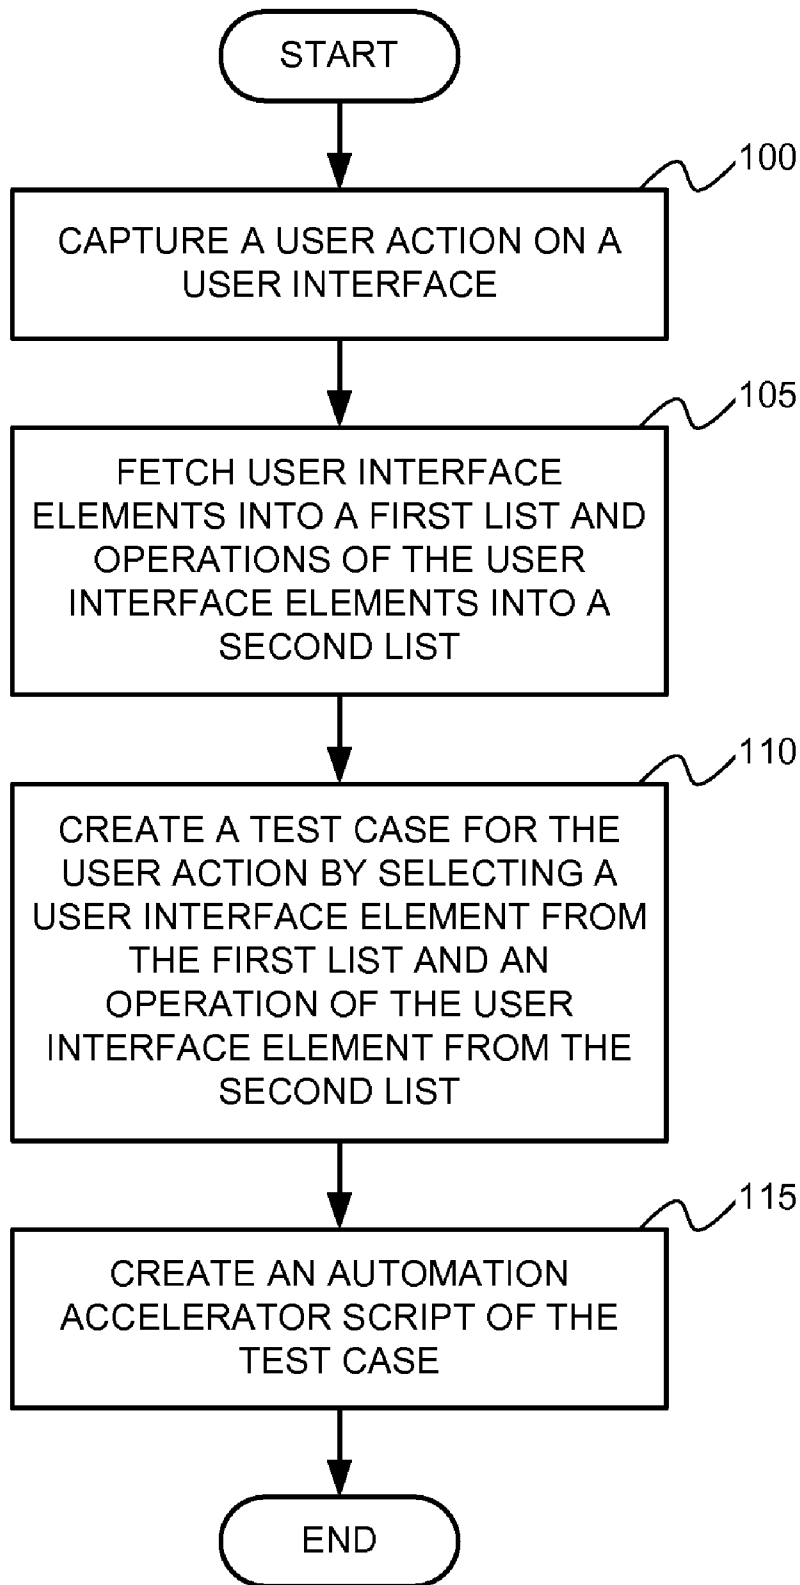 START
100
CAPTURE A USER ACTION ON A
USER INTERFACE
105
FETCH USER INTERFACE
ELEMENTS INTO A FIRST LIST AND
OPERATIONS OF THE USER
INTERFACE ELEMENTS INTO A
SECOND LIST
110
CREATE A TEST CASE FOR THE
USER ACTION BY SELECTING A
USER INTERFACE ELEMENT FROM
THE FIRST LIST AND AN
OPERATION OF THE USER
INTERFACE ELEMENT FROM THE
SECOND LIST
115
CREATE AN AUTOMATION
ACCELERATOR SCRIPT OF THE
TEST CASE
END